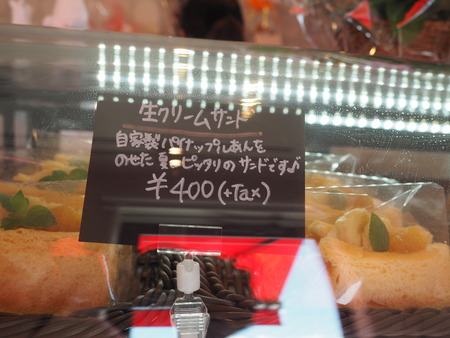 生クリームサンド
自家製パイナップルあんを
のせた夏にピッタリのサンドです♪
¥400(+Tax)